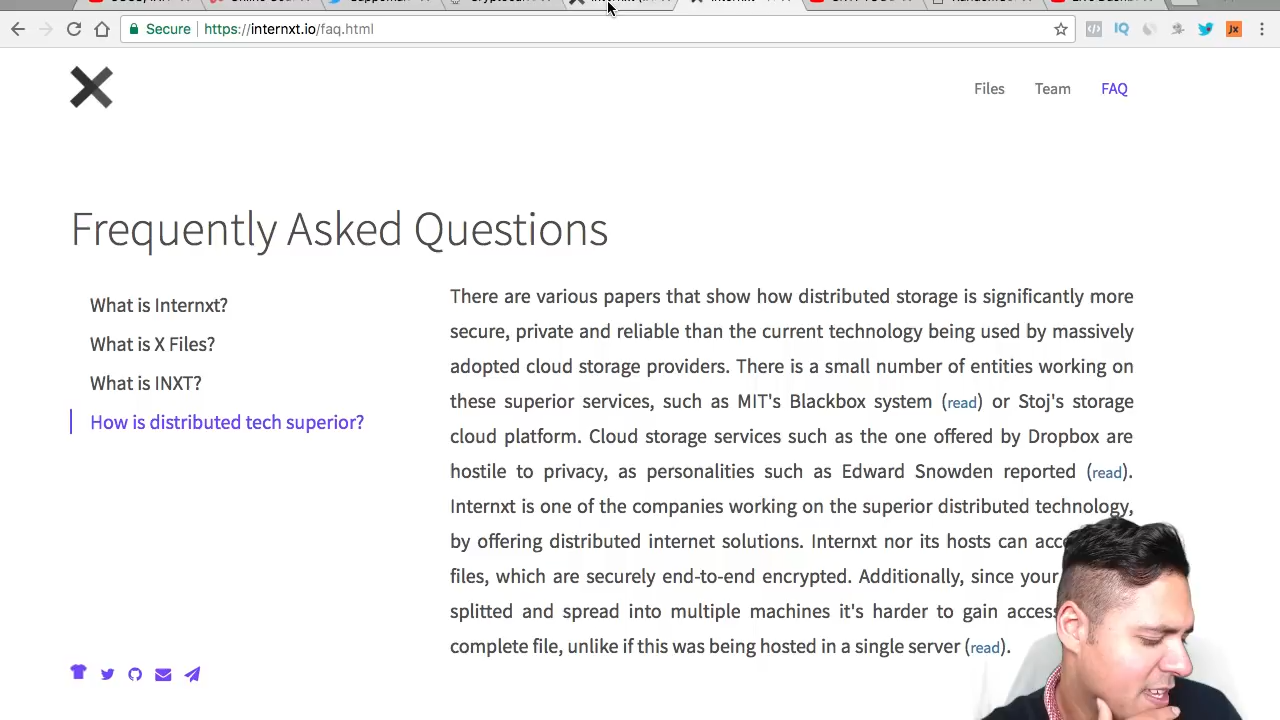 Secure
https://internxt.io/faq.html
Files Team FAQ
Frequently Asked Questions
What is Internxt?
What is X Files?
What is INXT?
How is distributed tech superior?
There are various papers that show how distributed storage is significantly more
secure, private and reliable than the current technology being used by massively
adopted cloud storage providers. There is a small number of entities working on
these superior services, such as MIT's Blackbox system (read) or Stoj's storage
cloud platform. Cloud storage services such as the one offered by Dropbox are
hostile to privacy, as personalities such as Edward Snowden reported (read).
Internxt is one of the companies working on the superior distributed technology,
by offering distributed internet solutions. Internxt nor its hosts can
files, which are securely end-to-end encrypted. Additionally, since your
splitted and spread into multiple machines it's harder to gain
complete file, unlike if this was being hosted in a single server (read).